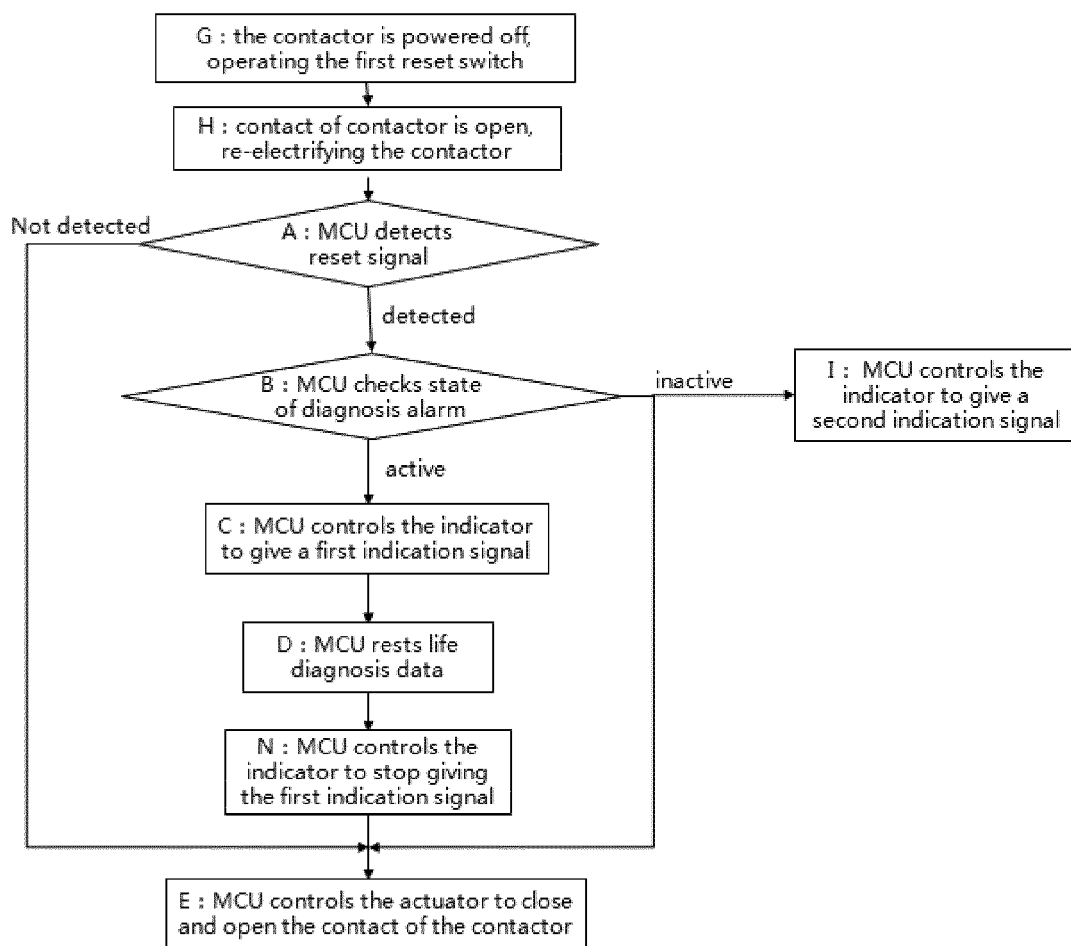 G : the contactor is powered off,
operating the first reset switch
H : contact of contactor is open,
re-electrifying the contactor
Not detected
A : MCU detects
reset signal
detected
B : MCU checks state
of diagnosis alarm
inactive
I :  MCU controls the
indicator to give a
second indication signal
active
C : MCU controls the indicator
to give a first indication signal
D : MCU rests life
diagnosis data
N : MCU controls the
indicator to stop giving
the first indication signal
E : MCU controls the actuator to close
and open the contact of the contactor